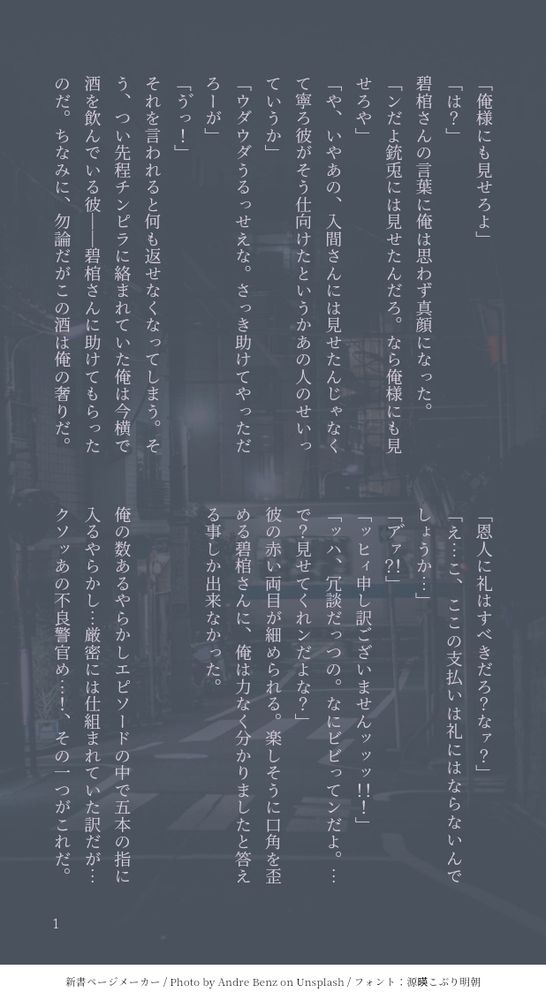 「俺様にも見せろよ」
「は？」
碧棺さんの言葉に俺は思わず真顔になった。
「ンだよ銃兎には見せたんだろ。なら俺様にも見
せろや」
「や、いやあの、入間さんには見せたんじゃなく
て寧ろ彼がそう仕向けたというかあの人のせいっ
ていうか」
「ウダウダうるっせえな。さっき助けてやっただ
ろーが」
「ゔっ！」
それを言われると何も返せなくなってしまう。そ
う、つい先程チンピラに絡まれていた俺は今横で
酒を飲んでいる彼――碧棺さんに助けてもらった
のだ。ちなみに、勿論だがこの酒は俺の奢りだ。
「恩人に礼はすべきだろ？なァ？」
「え…こ、ここの支払いは礼にはならないんで
しょうか…」
「ア゛ァ?!」
「ッヒィ申し訳ございませんッッッ!!！」
「ッハ、冗談だっつの。なにビビってンだよ。…
で？見せてくれンだよな？」
彼の赤い両目が細められる。楽しそうに口角を歪
める碧棺さんに、俺は力なく分かりましたと答え
る事しか出来なかった。
俺の数あるやらかしエピソードの中で五本の指に
入るやらかし…厳密には仕組まれていた訳だが…
クソッあの不良警官め…！、その一つがこれだ。
1
新書ページメーカー / Photo by Andre Benz on Unsplash / フォント：源暎こぶり明朝